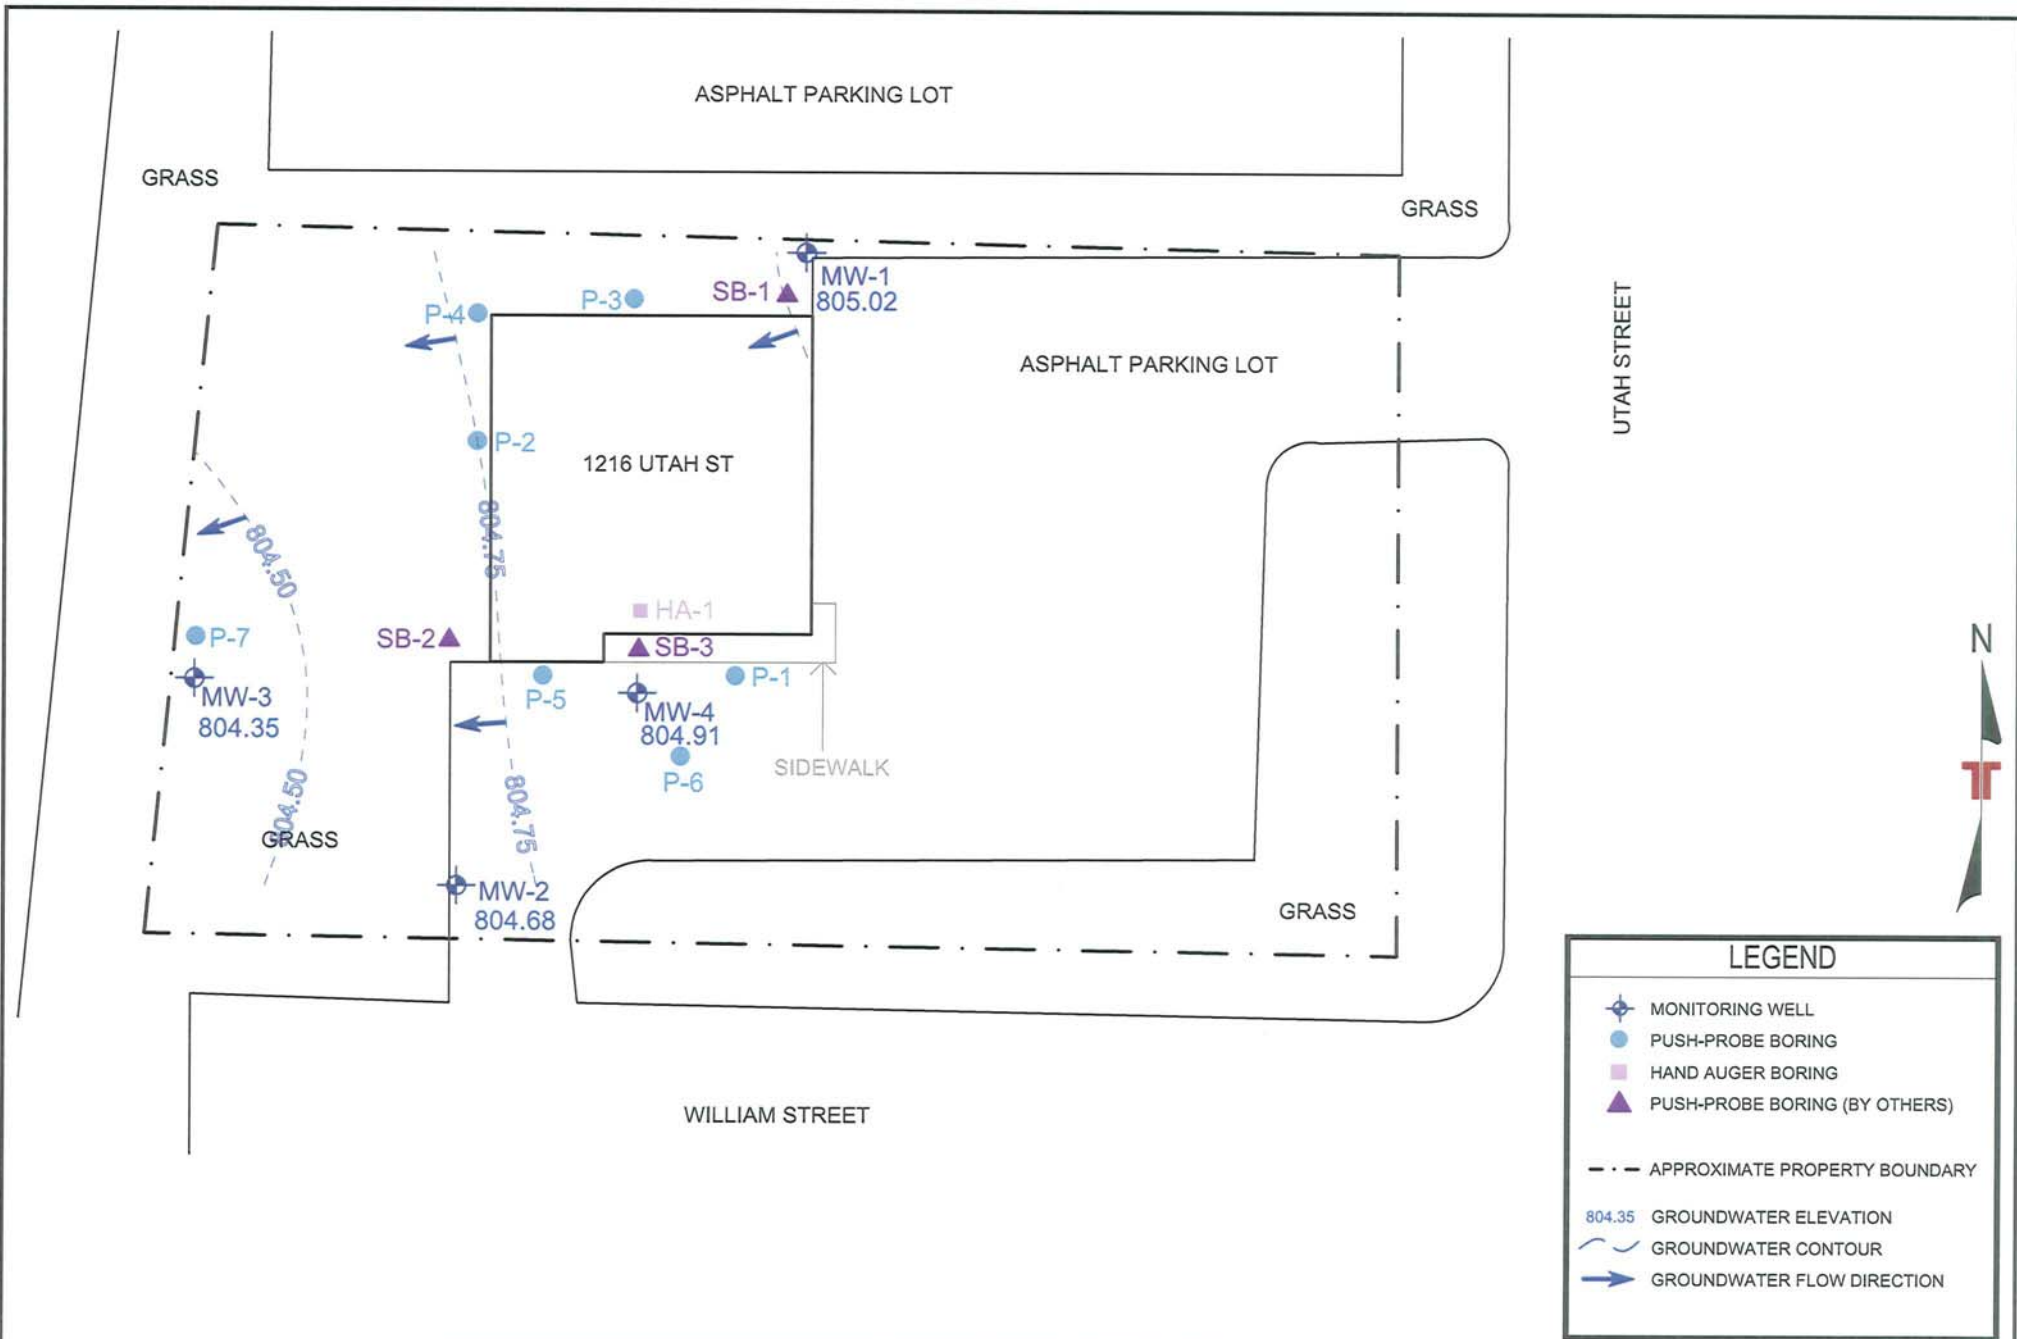 ASPHALT PARKING LOT
GRASS
GRASS
MW-1
805.02
SB-1
P-3
P-4
UTAH STREET
ASPHALT PARKING LOT
P-2
1216 UTAH ST
804.75
804.50
HA-1
SB-2
SB-3
P-7
P-1
MW-3
804.35
P-5
MW-4
804.91
SIDEWALK
P-6
804.50
804.75
GRASS
MW-2
804.68
GRASS
N
WILLIAM STREET
LEGEND
MONITORING WELL
PUSH-PROBE BORING
HAND AUGER BORING
PUSH-PROBE BORING (BY OTHERS)
APPROXIMATE PROPERTY BOUNDARY
804.35 GROUNDWATER ELEVATION
GROUNDWATER CONTOUR
GROUNDWATER FLOW DIRECTION